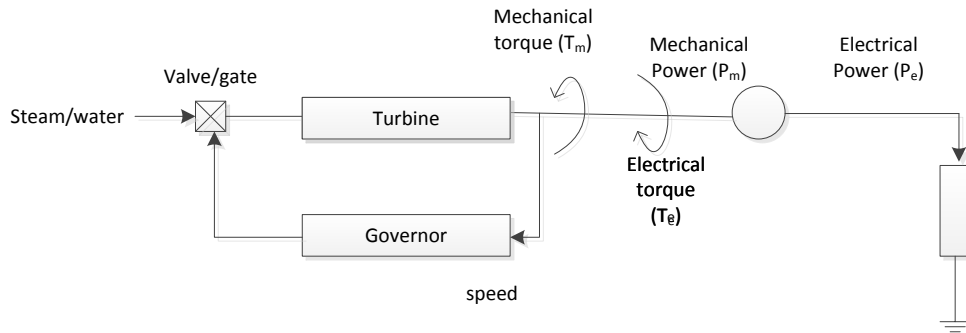 Mechanical
torque (Tm)
Mechanical
Power (Pm)
Electrical
Power (Pe)
Valve/gate
Steam/water
Turbine
Electrical
torque
(Te)
Governor
speed